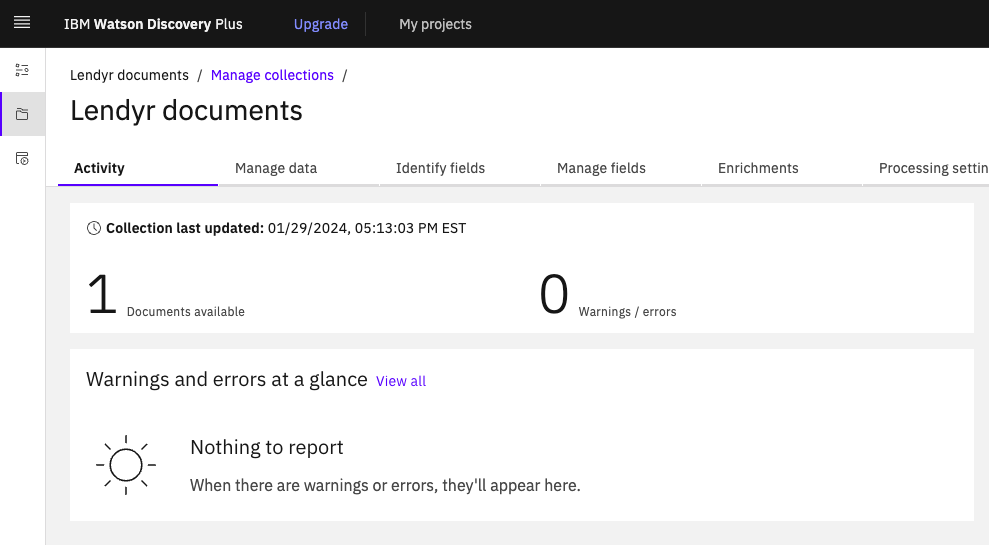 IBM Watson Discovery Plus Upgrade My projects
Lendyr documents / Manage collections /
Lendyr documents
Activity Manage data Identify fields Manage fields Enrichments Processing settin
Collection last updated: 01/29/2024, 05:13:03 PM EST
1 Documents available 0 Warnings / errors
Warnings and errors at a glance View all
Nothing to report
When there are warnings or errors, they'll appear here.